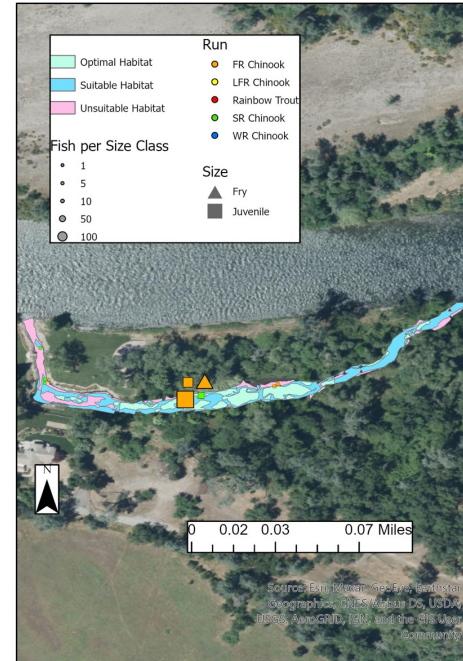 Run
Optimal Habitat
Suitable Habitat
Unsuitable Habitat
FR Chinook
LFR Chinook
Rainbow Trout
SR Chinook
WR Chinook
Fish per Size Class
1
5
10
50
100
Size
Fry
Juvenile
N
0 0.02 0.03 0.07 Miles
Source: Esri, Maxar, GeoEye, Earthstar
Geographics, CNES/Airbus DS, USDA,
USGS, AeroGRID, IGN, and the GIS User
Community